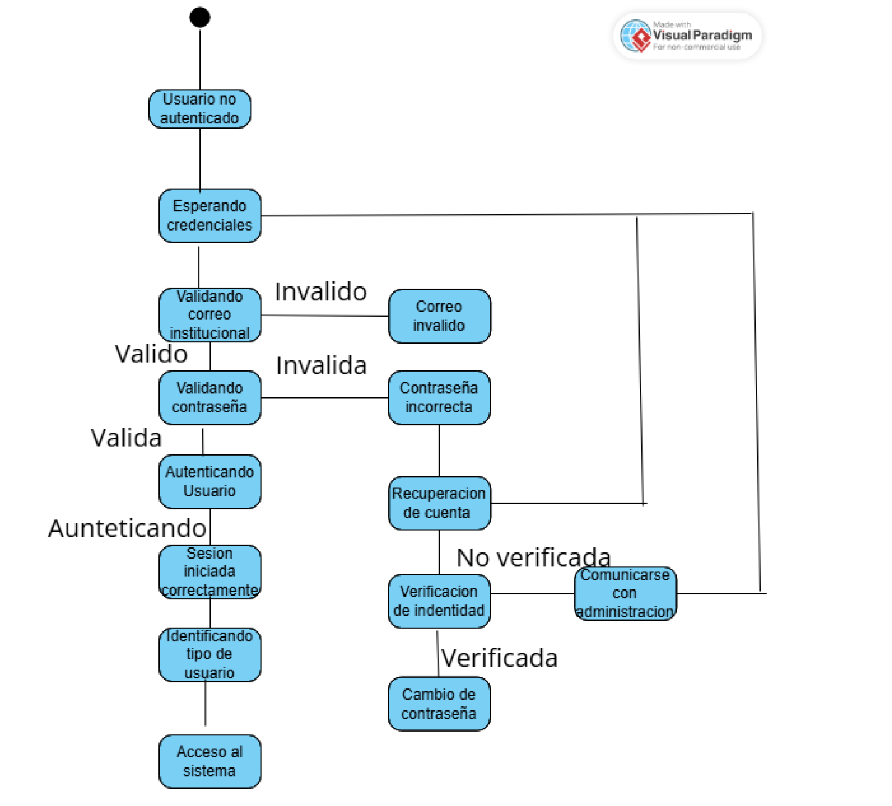 Made with
Visual Paradigm
For non-commercial use
Usuario no
autenticado
Esperando
credenciales
Validando
correo
institucional
Invalido
Correo
invalido
Valido
Validando
contraseña
Invalida
Contraseña
incorrecta
Valida
Autenticando
Usuario
Recuperacion
de cuenta
Aunteticando
Sesion
iniciada
correctamente
No verificada
Verificacion
de indentidad
Comunicarse
con
administracion
Identificando
tipo de
usuario
Verificada
Cambio de
contraseña
Acceso al
sistema